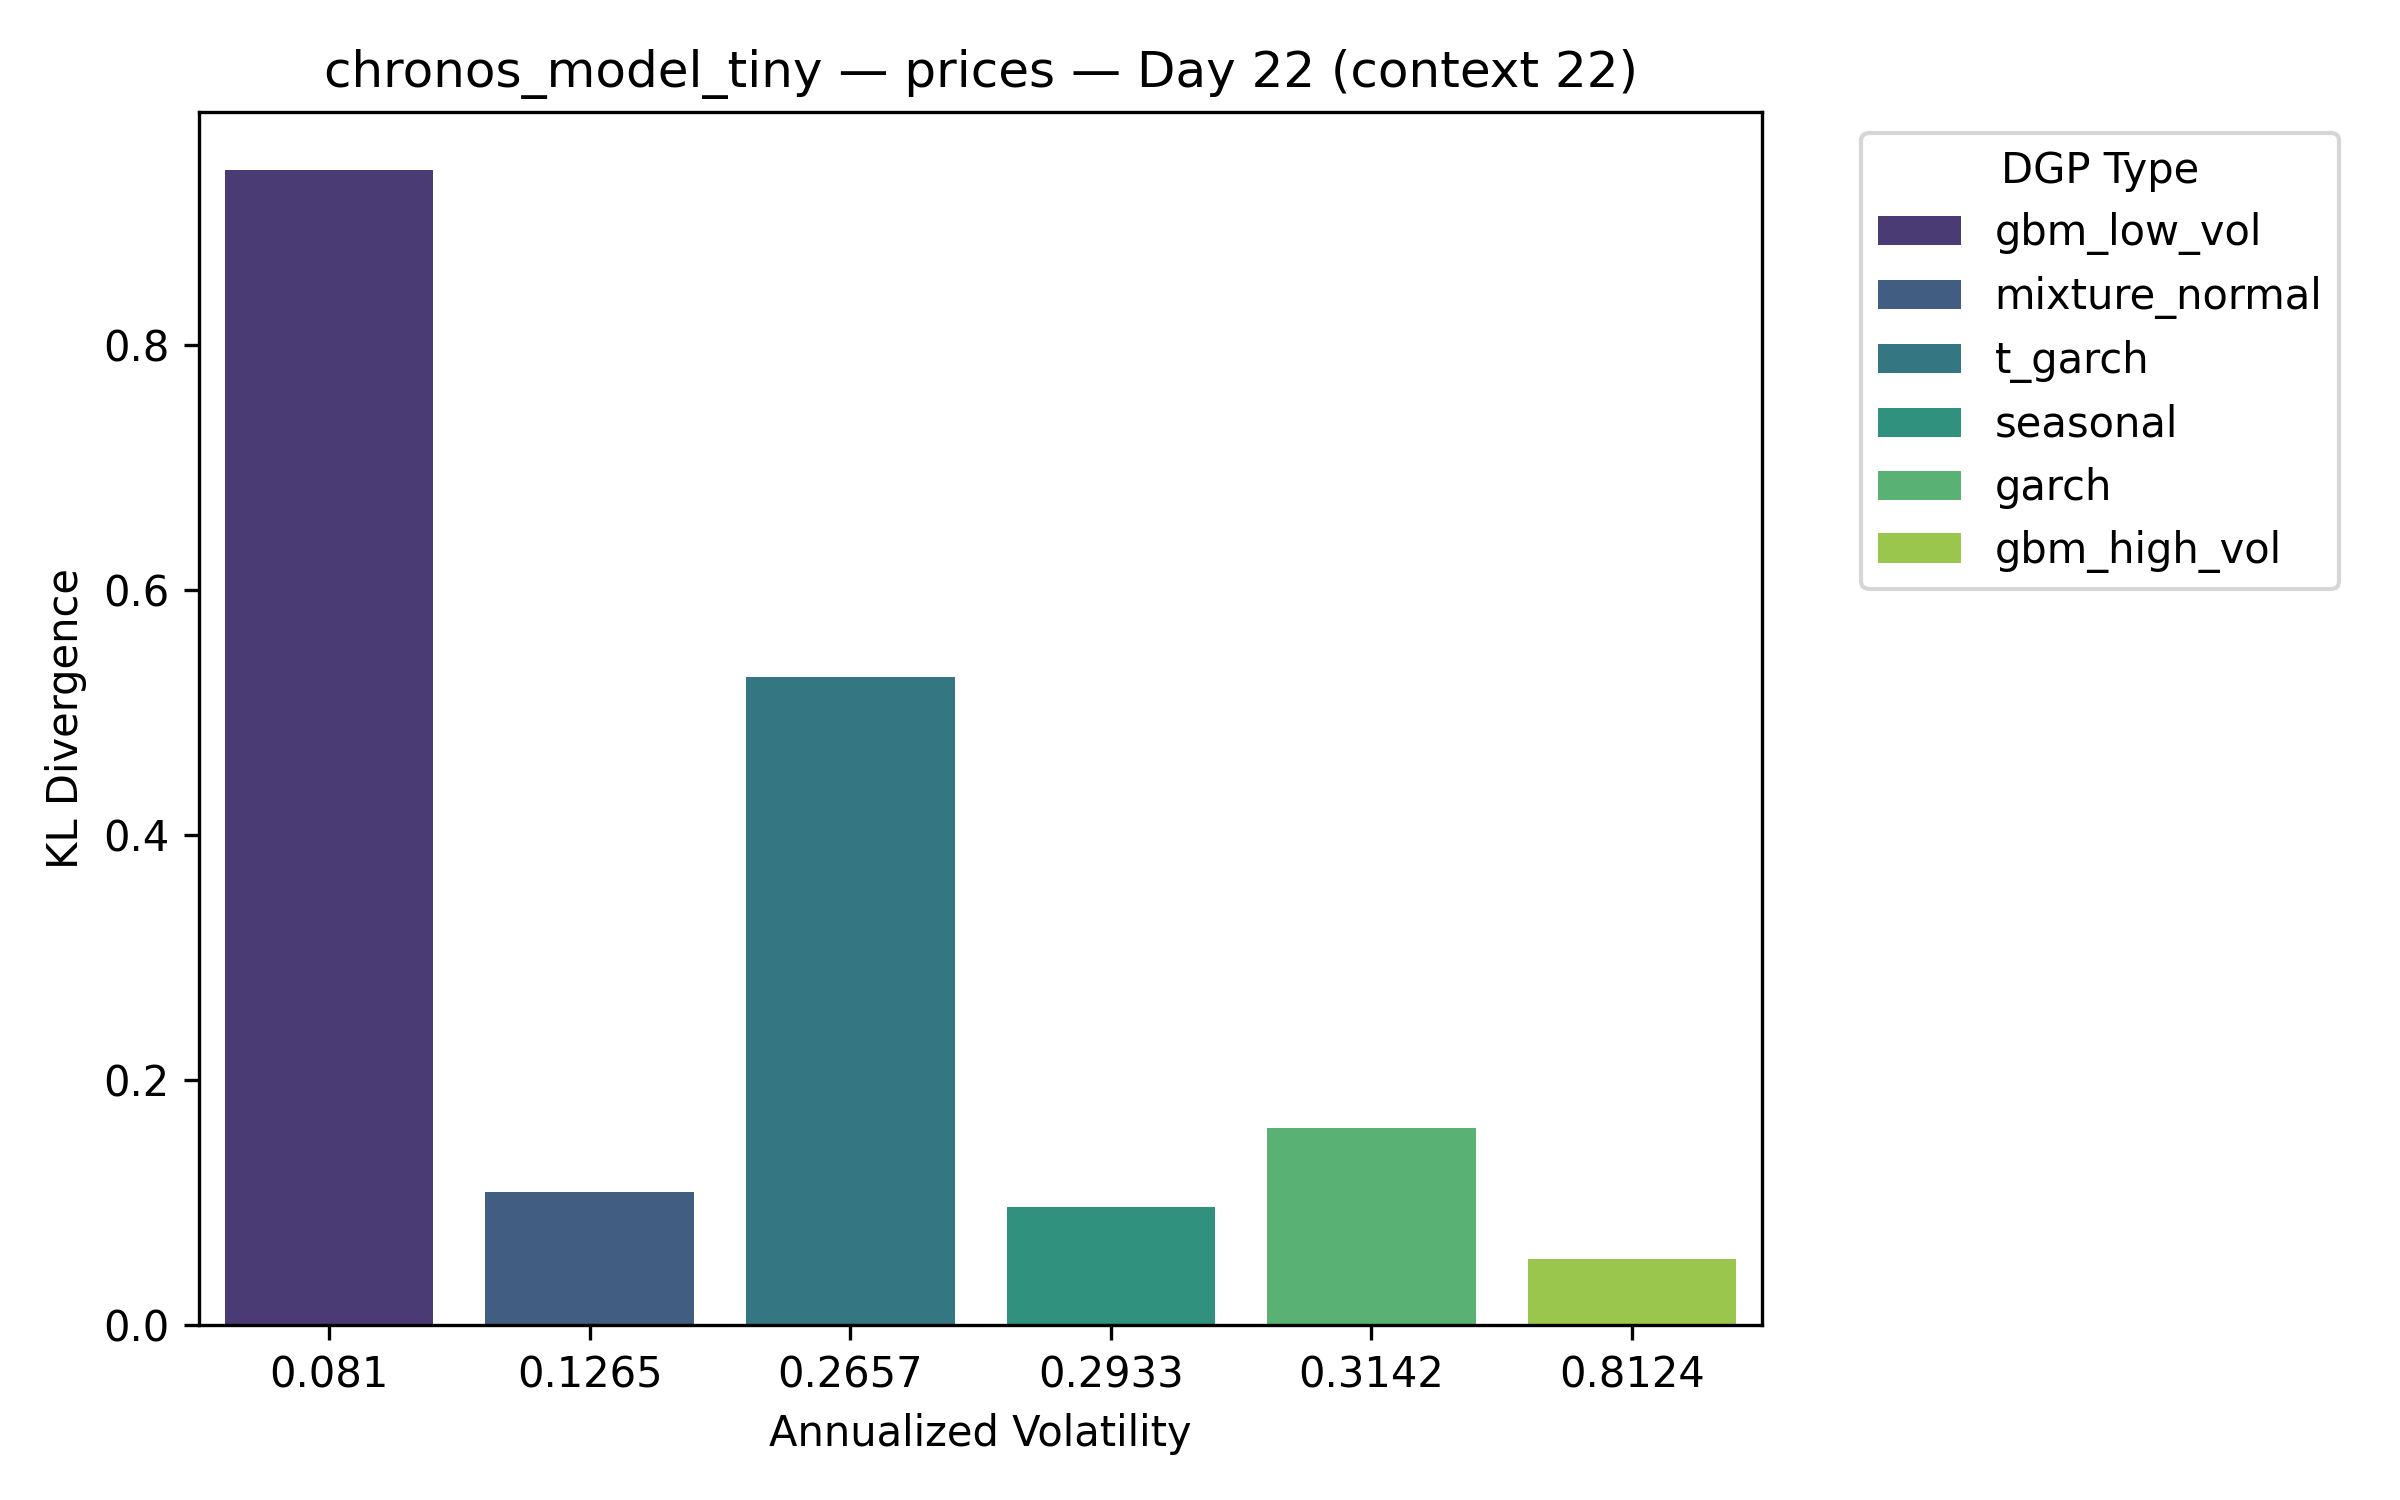 chronos_model_tiny — prices — Day 22 (context 22)
DGP Type
gbm_low_vol
mixture_normal
t_garch
seasonal
garch
gbm_high_vol
KL Divergence
0.8
0.6
0.4
0.2
0.0
0.081 0.1265 0.2657 0.2933 0.3142 0.8124
Annualized Volatility